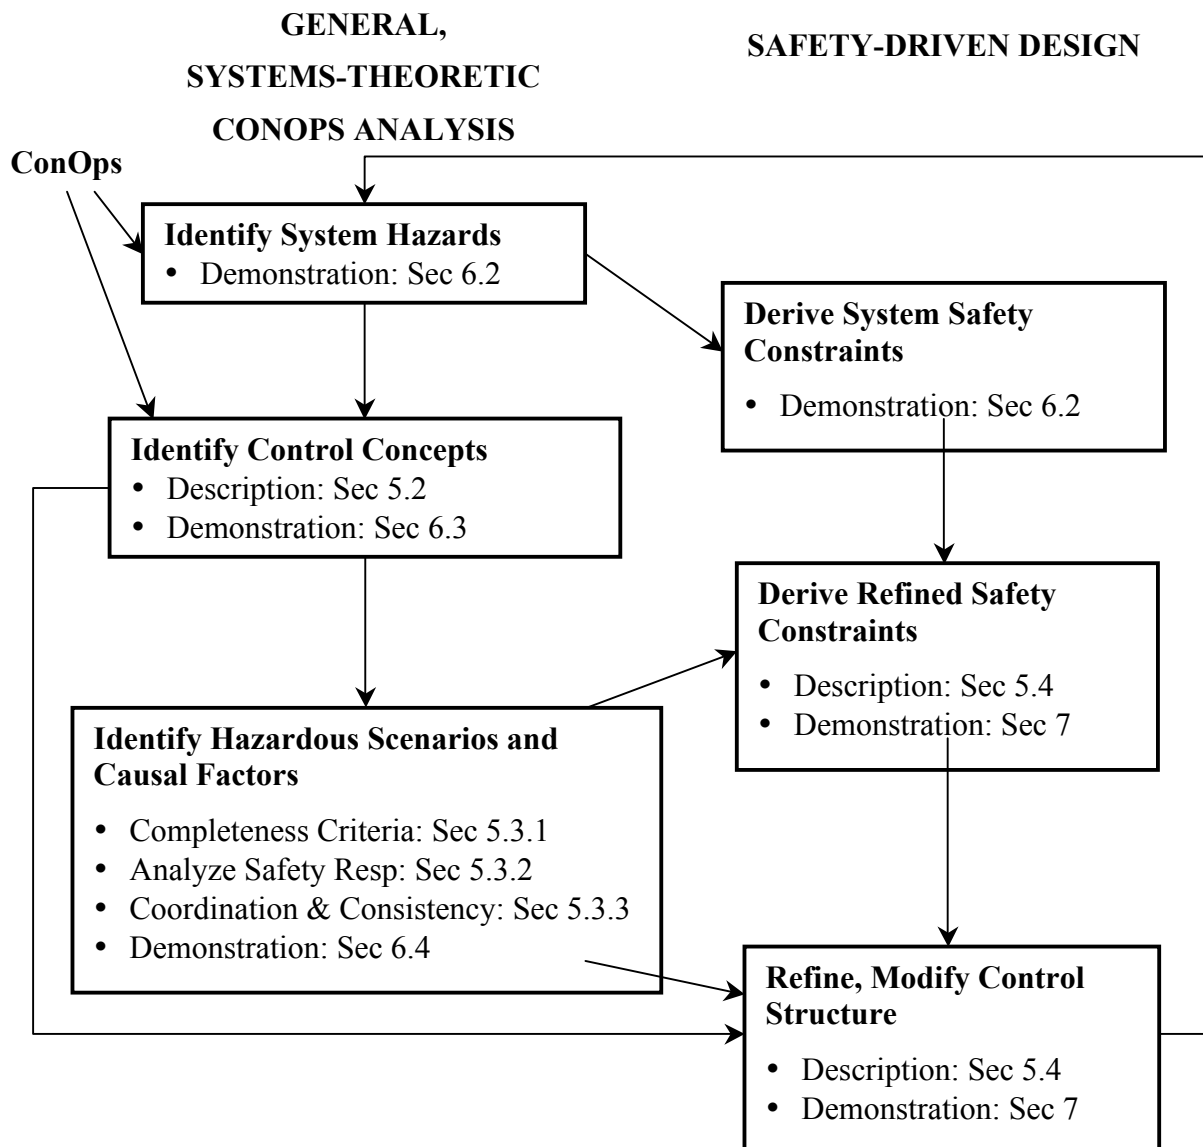 GENERAL,
SYSTEMS-THEORETIC
CONOPS ANALYSIS
SAFETY-DRIVEN DESIGN
ConOps
Identify System Hazards
• Demonstration: Sec 6.2
Derive System Safety
Constraints
• Demonstration: Sec 6.2
Identify Control Concepts
• Description: Sec 5.2
• Demonstration: Sec 6.3
Derive Refined Safety
Constraints
• Description: Sec 5.4
• Demonstration: Sec 7
Identify Hazardous Scenarios and
Causal Factors
• Completeness Criteria: Sec 5.3.1
• Analyze Safety Resp: Sec 5.3.2
• Coordination & Consistency: Sec 5.3.3
• Demonstration: Sec 6.4
Refine, Modify Control
Structure
• Description: Sec 5.4
• Demonstration: Sec 7